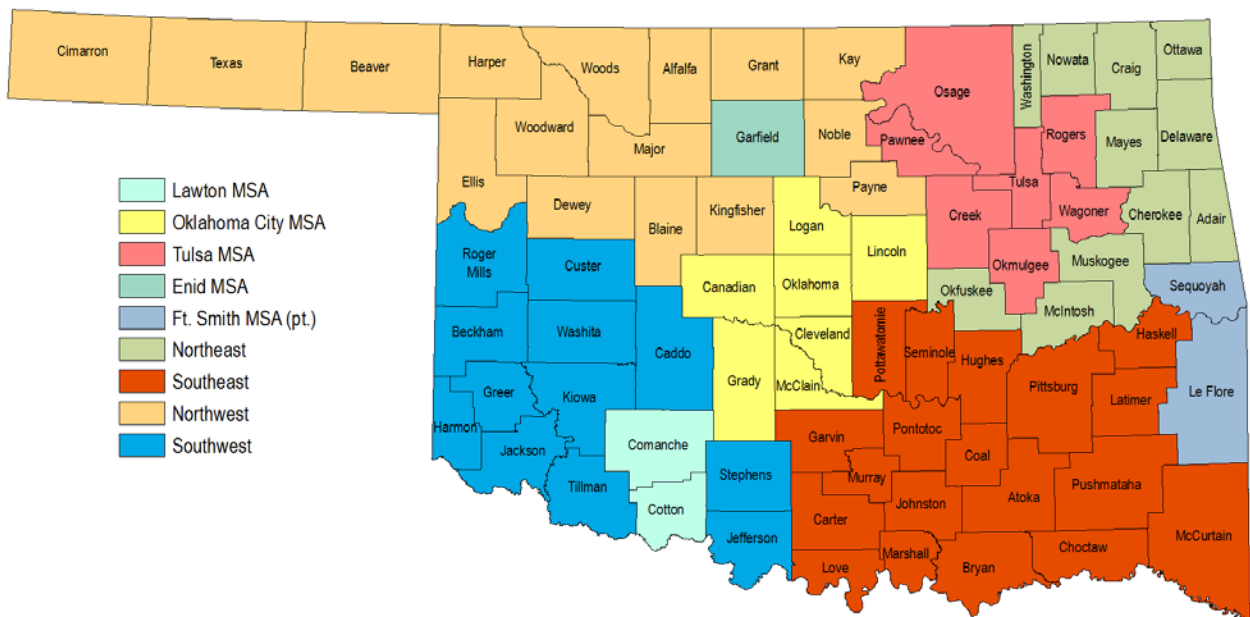 Cimarron
Texas
Beaver
Harper
Woods
Alfalfa
Grant
Kay
Osage
Washington
Nowata
Craig
Ottawa
Woodward
Major
Garfield
Noble
Pawnee
Rogers
Mayes
Delaware
Ellis
Dewey
Blaine
Kingfisher
Logan
Payne
Creek
Tulsa
Wagoner
Cherokee
Adair
Lawton MSA
Oklahoma City MSA
Tulsa MSA
Enid MSA
Ft. Smith MSA (pt.)
Northeast
Southeast
Northwest
Southwest
Roger
Mills
Custer
Canadian
Oklahoma
Lincoln
Okmulgee
Okfuskee
Muskogee
McIntosh
Sequoyah
Beckham
Washita
Caddo
Grady
Cleveland
McClain
Pottawatomie
Seminole
Hughes
Pittsburg
Haskell
Latimer
Le Flore
Greer
Harmon
Kiowa
Jackson
Comanche
Tillman
Cotton
Stephens
Jefferson
Garvin
Murray
Pontotoc
Coal
Carter
Johnston
Atoka
Pushmataha
McCurtain
Love
Marshall
Bryan
Choctaw